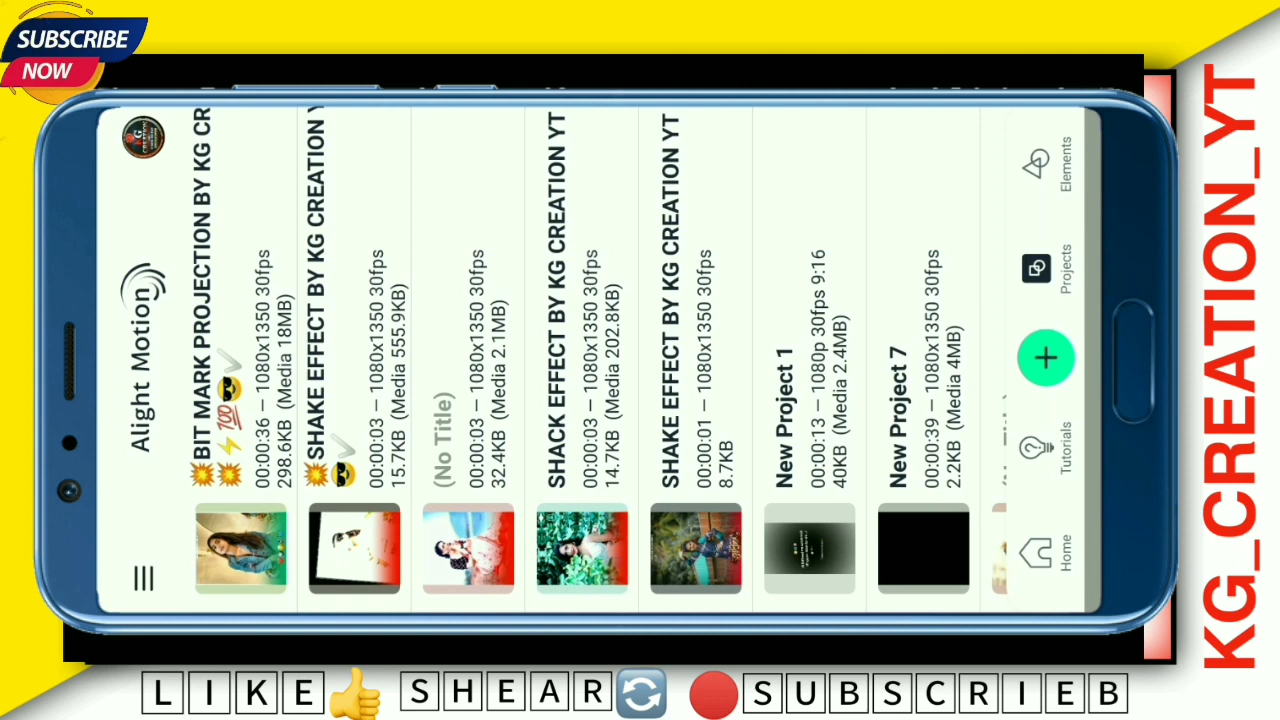 SUBSCRIBE
NOW
Alight Motion
💥BIT MARK PROJECTION BY KG CR
💥⚡💯😎✔
00:00:36 — 1080x1350 30fps
298.6KB (Media 18MB)
💥SHAKE EFFECT BY KG CREATION Y
😎✔
00:00:03 — 1080x1350 30fps
15.7KB (Media 555.9KB)
(No Title)
00:00:03 — 1080x1350 30fps
32.4KB (Media 2.1MB)
SHACK EFFECT BY KG CREATION YT
00:00:03 — 1080x1350 30fps
14.7KB (Media 202.8KB)
SHAKE EFFECT BY KG CREATION YT
00:00:01 — 1080x1350 30fps
8.7KB
New Project 1
00:00:13 — 1080p 30fps 9:16
40KB (Media 2.4MB)
New Project 7
00:00:39 — 1080x1350 30fps
2.2KB (Media 4MB)
Home
Tutorials
Projects
Elements
KG_CREATION_YT
LIKE👍 SHEAR🔄 🔴SUBSCRIEB